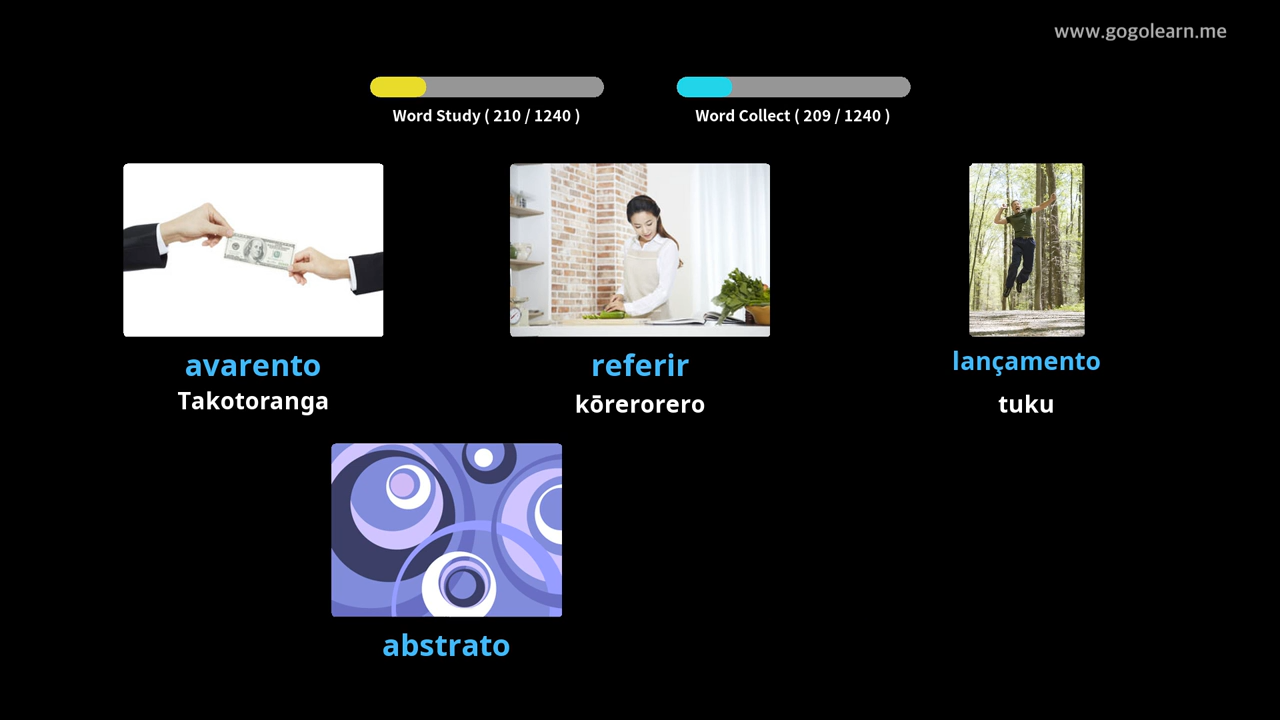 www.gogolearn.me
Word Study ( 210 / 1240 )
Word Collect ( 209 / 1240 )
avarento
referir
lançamento
Takotoranga
kōrerorero
tuku
abstrato